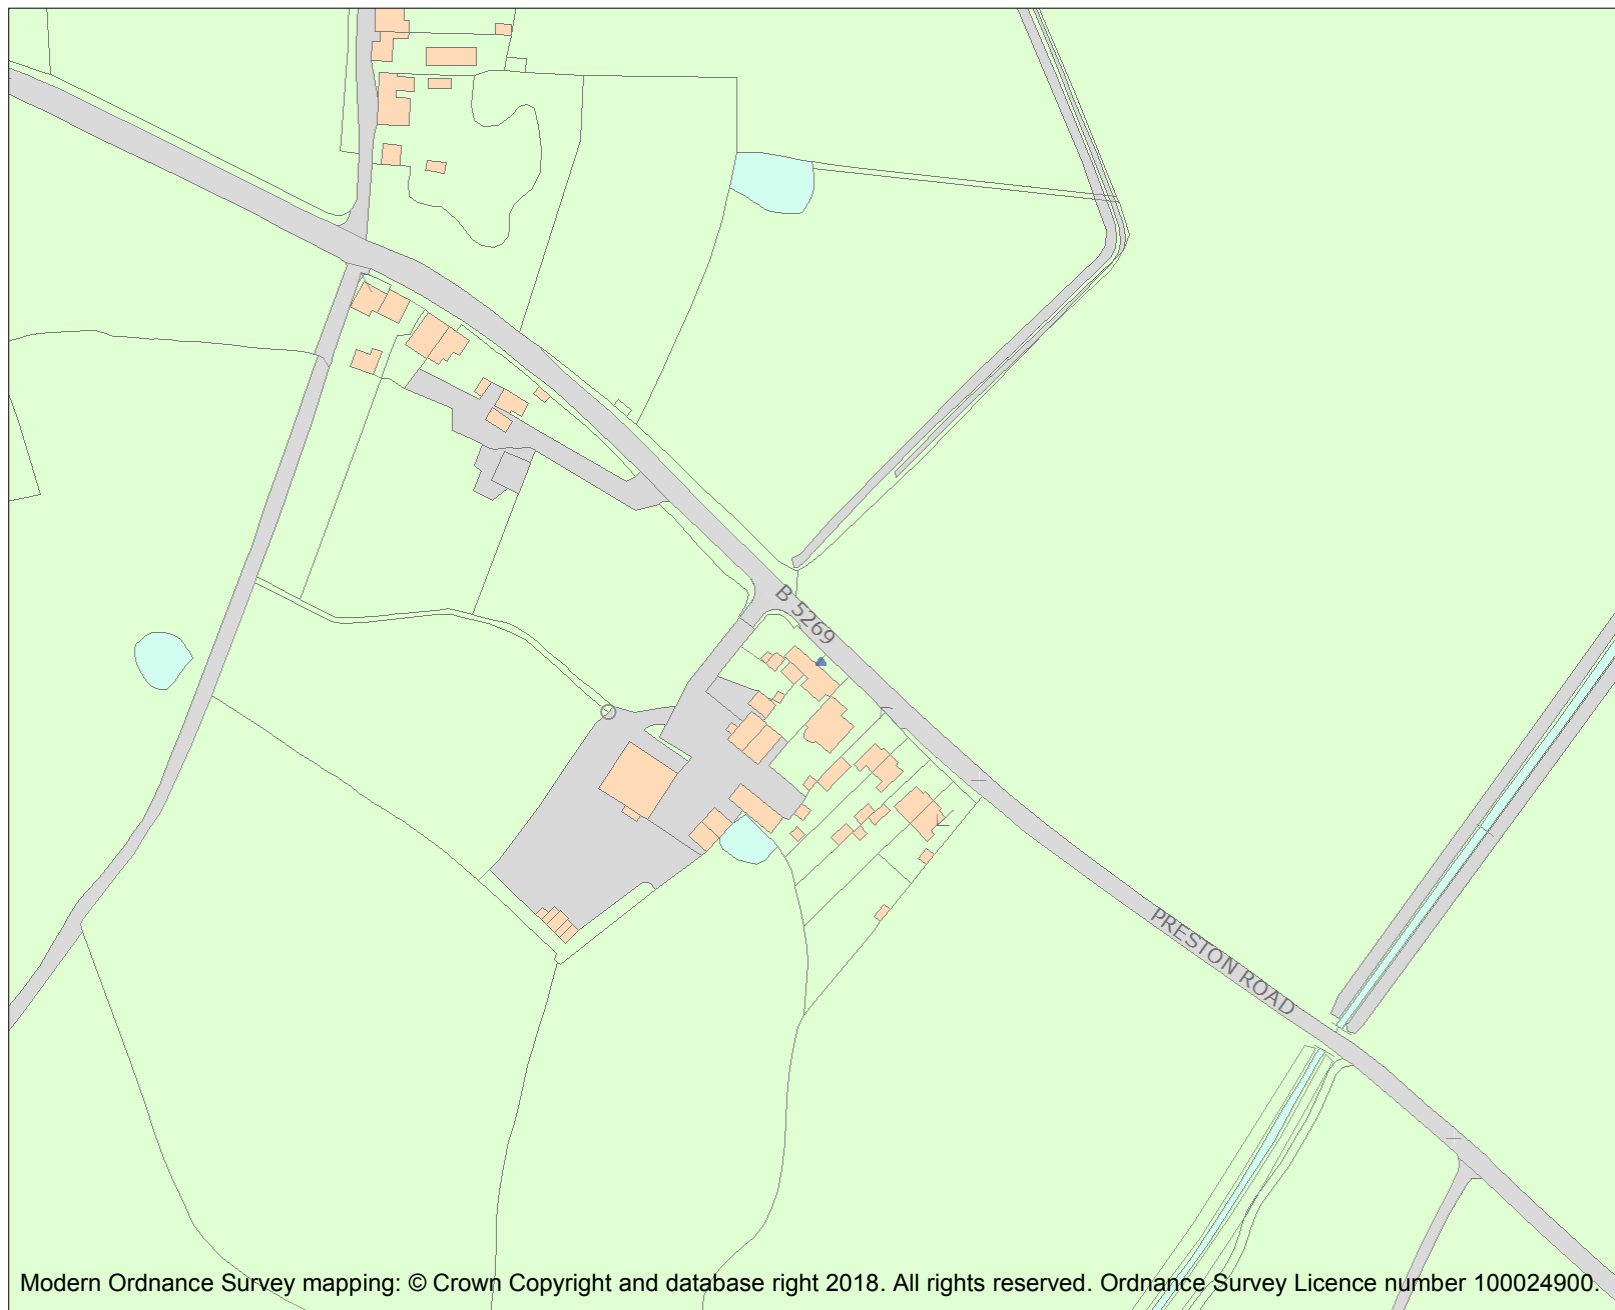 B 5269
PRESTON ROAD
Modern Ordnance Survey mapping: © Crown Copyright and database right 2018. All rights reserved. Ordnance Survey Licence number 100024900.